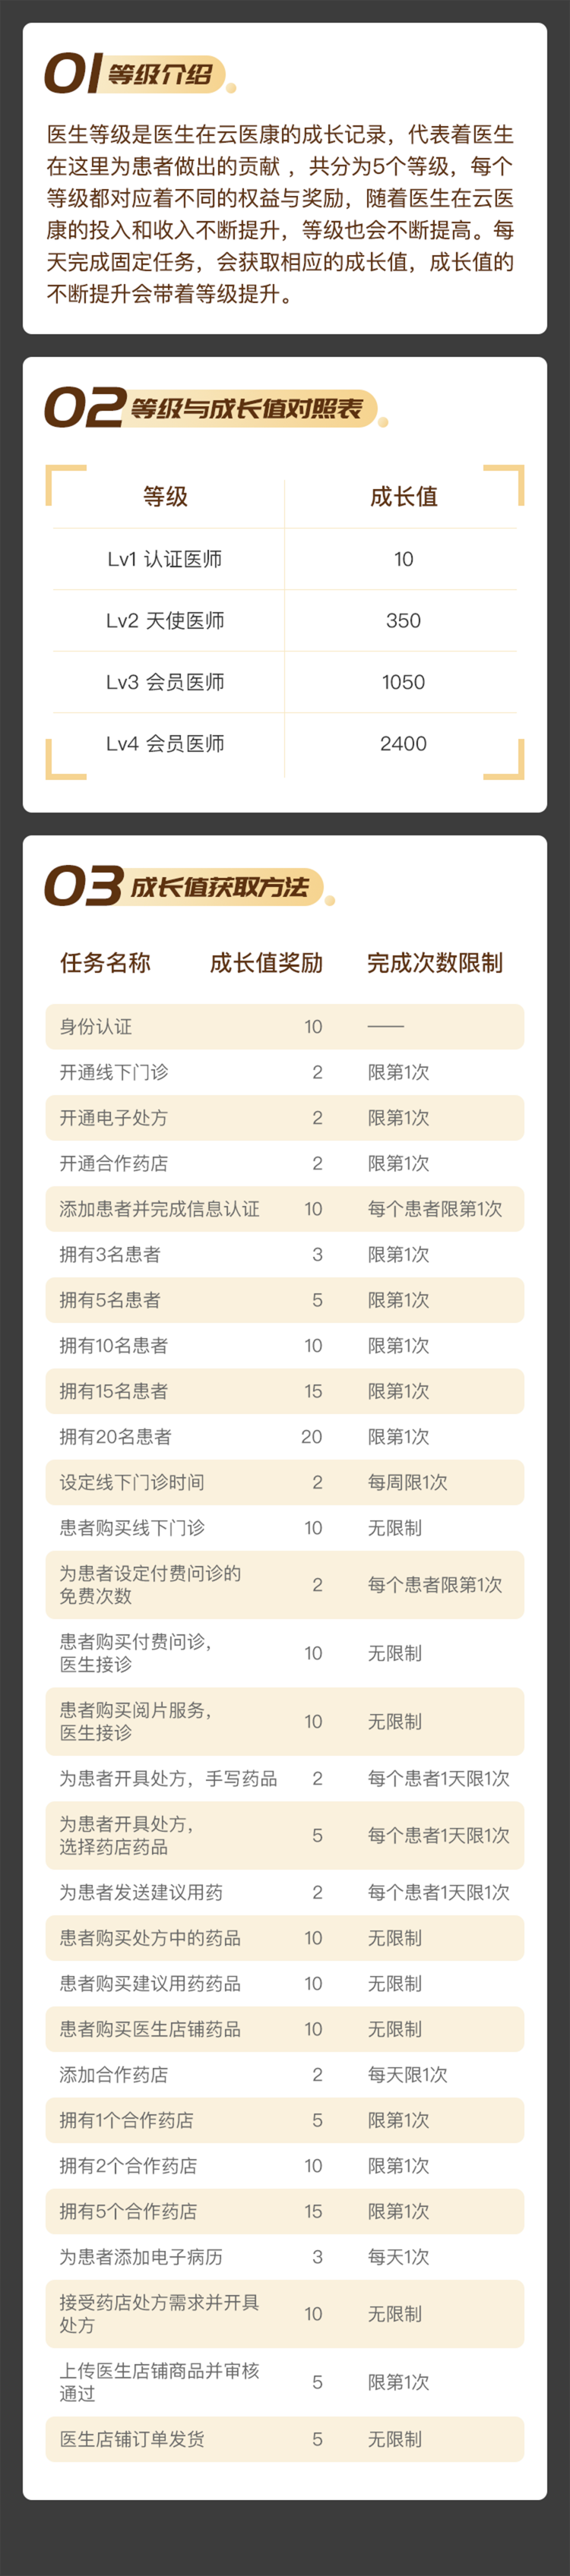 01 等级介绍
医生等级是医生在云医康的成长记录，代表着医生
在这里为患者做出的贡献 ，共分为5个等级，每个
等级都对应着不同的权益与奖励，随着医生在云医
康的投入和收入不断提升，等级也会不断提高。每
天完成固定任务，会获取相应的成长值，成长值的
不断提升会带着等级提升。
02 等级与成长值对照表
等级 成长值
Lv1 认证医师 10
Lv2 天使医师 350
Lv3 会员医师 1050
Lv4 会员医师 2400
03 成长值获取方法
任务名称 成长值奖励 完成次数限制
身份认证 10 ——
开通线下门诊 2 限第1次
开通电子处方 2 限第1次
开通合作药店 2 限第1次
添加患者并完成信息认证 10 每个患者限第1次
拥有3名患者 3 限第1次
拥有5名患者 5 限第1次
拥有10名患者 10 限第1次
拥有15名患者 15 限第1次
拥有20名患者 20 限第1次
设定线下门诊时间 2 每周限1次
患者购买线下门诊 10 无限制
为患者设定付费问诊的
免费次数 2 每个患者限第1次
患者购买付费问诊，
医生接诊 10 无限制
患者购买阅片服务，
医生接诊 10 无限制
为患者开具处方，手写药品 2 每个患者1天限1次
为患者开具处方，
选择药店药品 5 每个患者1天限1次
为患者发送建议用药 2 每个患者1天限1次
患者购买处方中的药品 10 无限制
患者购买建议用药药品 10 无限制
患者购买医生店铺药品 10 无限制
添加合作药店 2 每天限1次
拥有1个合作药店 5 限第1次
拥有2个合作药店 10 限第1次
拥有5个合作药店 15 限第1次
为患者添加电子病历 3 每天1次
接受药店处方需求并开具
处方 10 无限制
上传医生店铺商品并审核
通过 5 限第1次
医生店铺订单发货 5 无限制